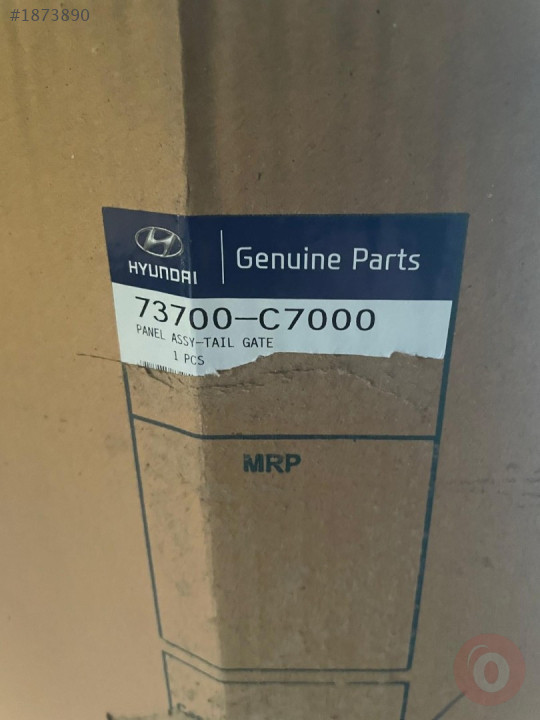 #1873890
HYUNDAI
Genuine Parts
73700-C7000
PANEL ASSY-TAIL GATE
1 PCS
MRP